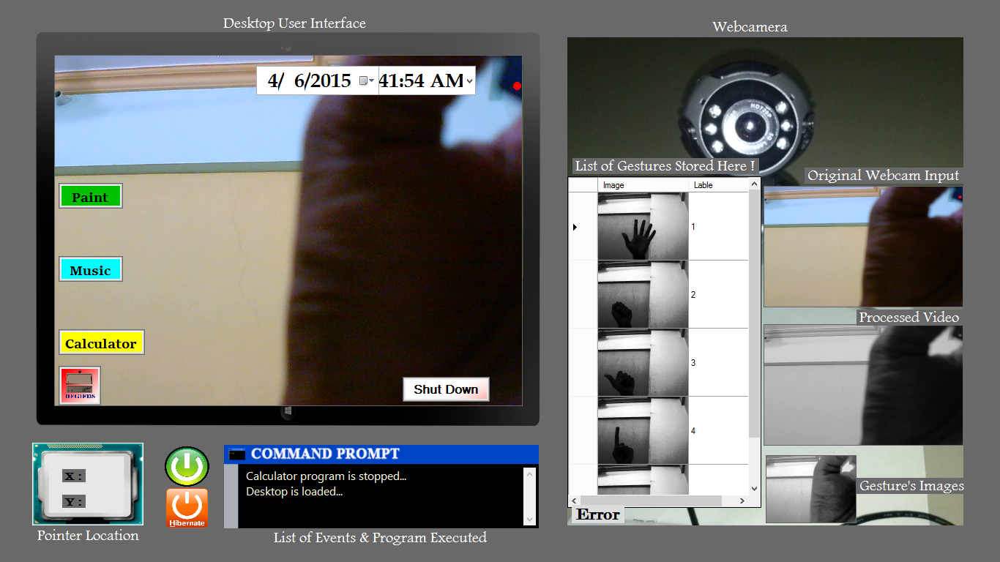 Desktop User Interface
Webcamera
4/ 6/2015
41:54 AM
HD720P
List of Gestures Stored Here !
Original Webcam Input
Image Lable
1
2
3
4
Paint
Music
Calculator
Shut Down
Processed Video
Gesture's Images
Error
X :
Y :
Pointer Location
Hibernate
COMMAND PROMPT
Calculator program is stopped...
Desktop is loaded...
List of Events & Program Executed